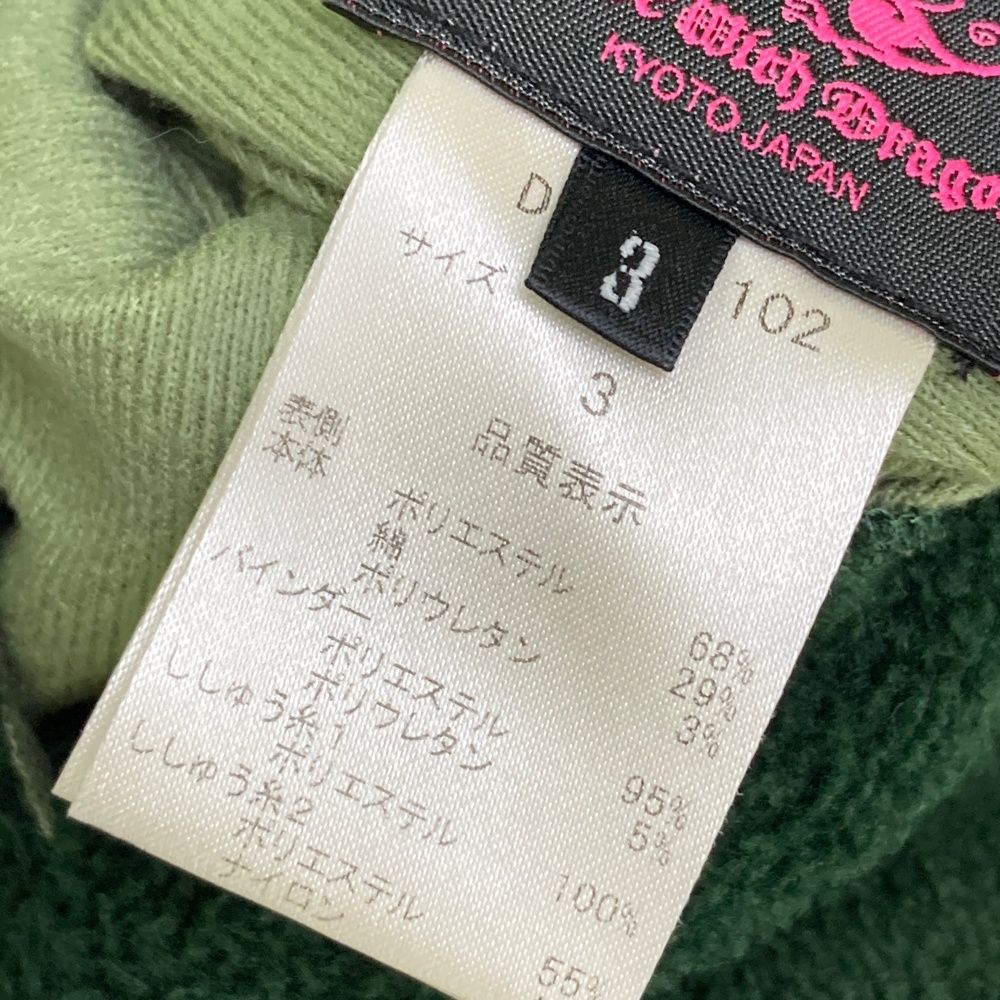 With Drago
KYOTO JAPAN
3
D 102
サイズ
3
品質表示
表側
本体
ポリエステル 68%
綿 29%
ポリウレタン 3%
バインダー
ポリエステル 95%
ポリウレタン 5%
ししゅう糸1
ポリエステル 100%
ししゅう糸2
ポリエステル 55%
ナイロン